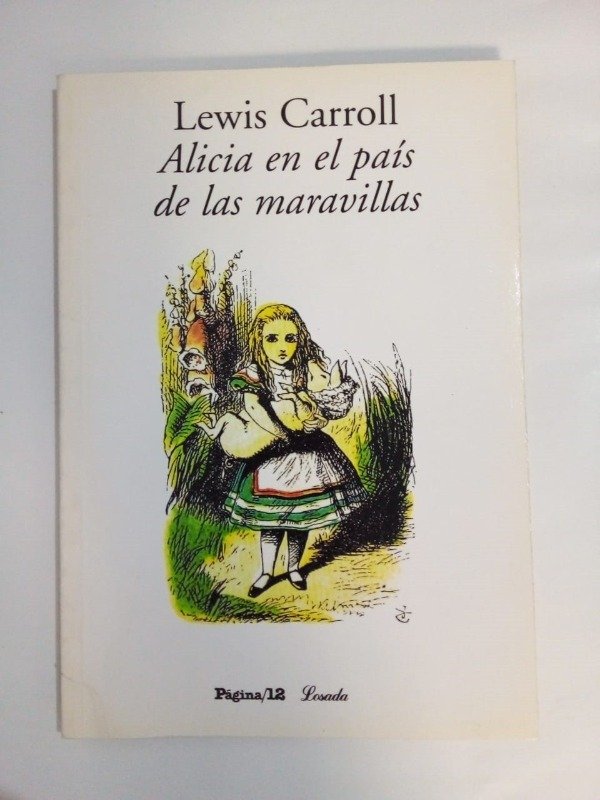 Lewis Carroll
Alicia en el país
de las maravillas
Página/12 Losada